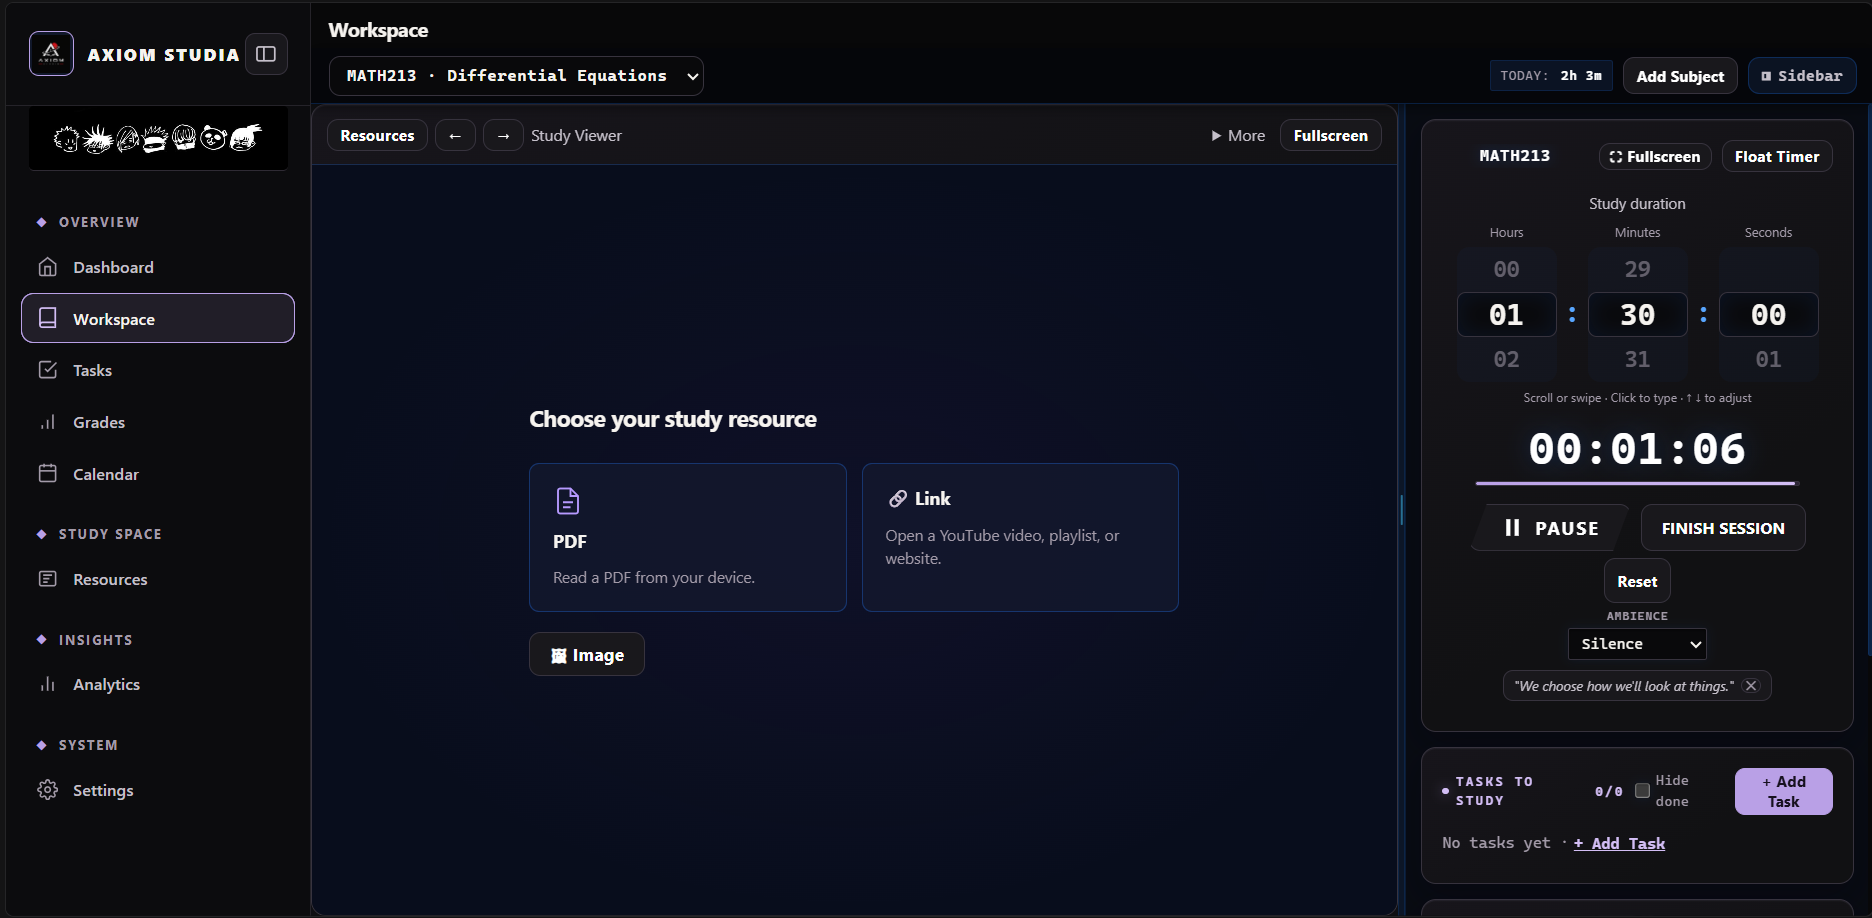 AXIOM STUDIA
AXIOM
OVERVIEW
Dashboard
Workspace
Tasks
Grades
Calendar
STUDY SPACE
Resources
INSIGHTS
Analytics
SYSTEM
Settings
Workspace
MATH213 · Differential Equations
TODAY: 2h 3m
Add Subject
Sidebar
Resources
←
→
Study Viewer
▶ More
Fullscreen
Choose your study resource
PDF
Read a PDF from your device.
Link
Open a YouTube video, playlist, or
website.
Image
MATH213
Fullscreen
Float Timer
Study duration
Hours
Minutes
Seconds
00
29
01 : 30 : 00
02
31
01
Scroll or swipe · Click to type · ↑ ↓ to adjust
00:01:06
PAUSE
FINISH SESSION
Reset
AMBIENCE
Silence
"We choose how we'll look at things."
TASKS TO
STUDY
0/0
Hide
done
+ Add
Task
No tasks yet · + Add Task